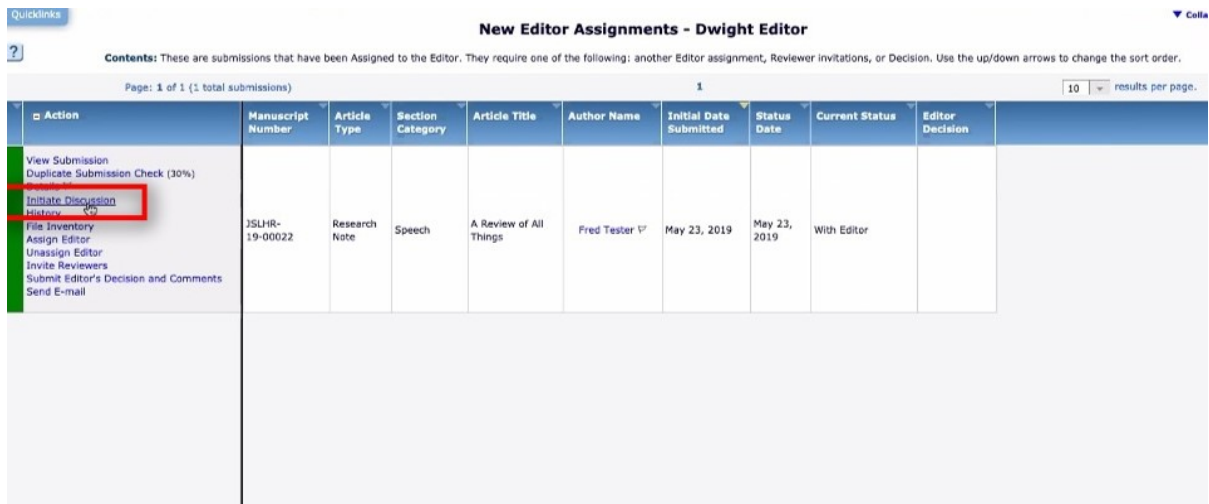 Quicklinks
▼ Colla
New Editor Assignments - Dwight Editor
?
Contents: These are submissions that have been Assigned to the Editor. They require one of the following: another Editor assignment, Reviewer invitations, or Decision. Use the up/down arrows to change the sort order.
Page: 1 of 1 (1 total submissions)
1
10 results per page.
Action
Manuscript
Number
Article
Type
Section
Category
Article Title
Author Name
Initial Date
Submitted
Status
Date
Current Status
Editor
Decision
View Submission
Duplicate Submission Check (30%)
Details
Initiate Discussion
History
File Inventory
Assign Editor
Unassign Editor
Invite Reviewers
Submit Editor's Decision and Comments
Send E-mail
JSLHR-
19-00022
Research
Note
Speech
A Review of All
Things
Fred Tester
May 23, 2019
May 23,
2019
With Editor